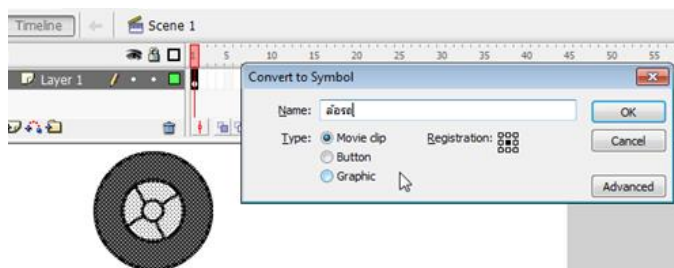 Timeline Scene 1
5 10 15 20 25 30 35 40 45 50 55
Layer 1
Convert to Symbol
Name: ล้อรถ
OK
Type: Movie clip Registration: Cancel
Button
Graphic
Advanced